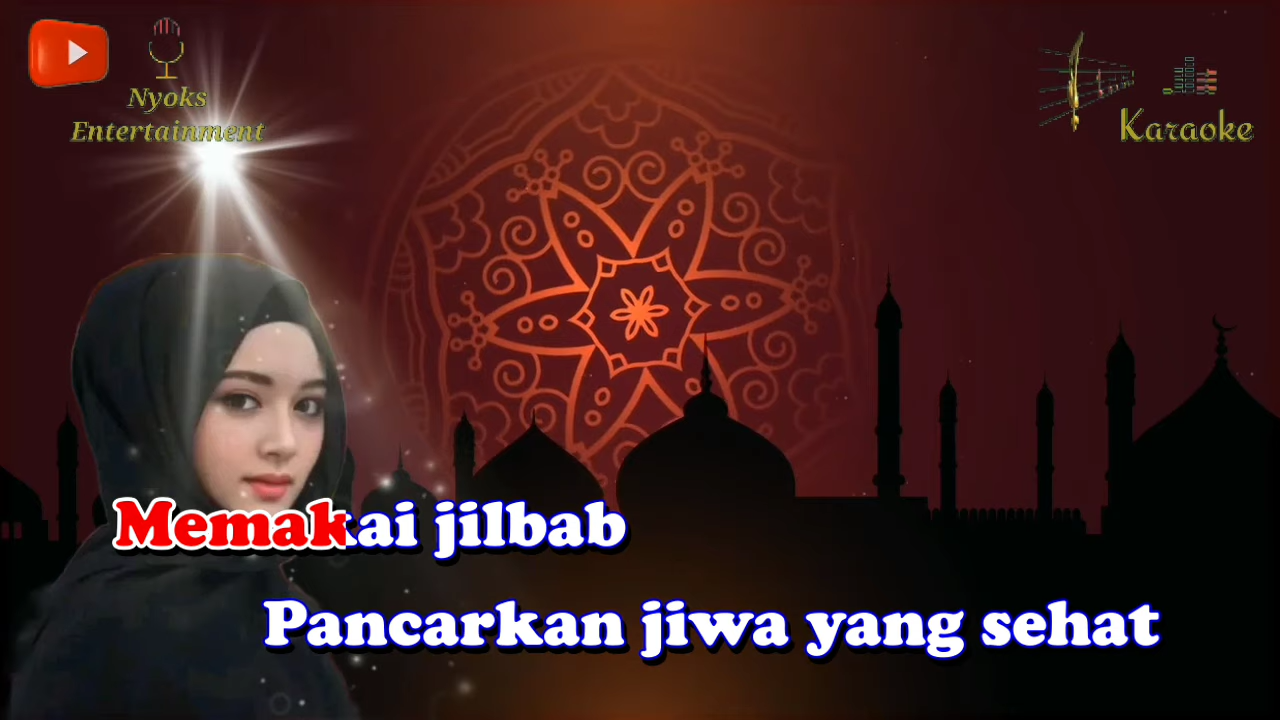 Nyoks
Entertainment
Karaoke
Memakai jilbab
Pancarkan jiwa yang sehat